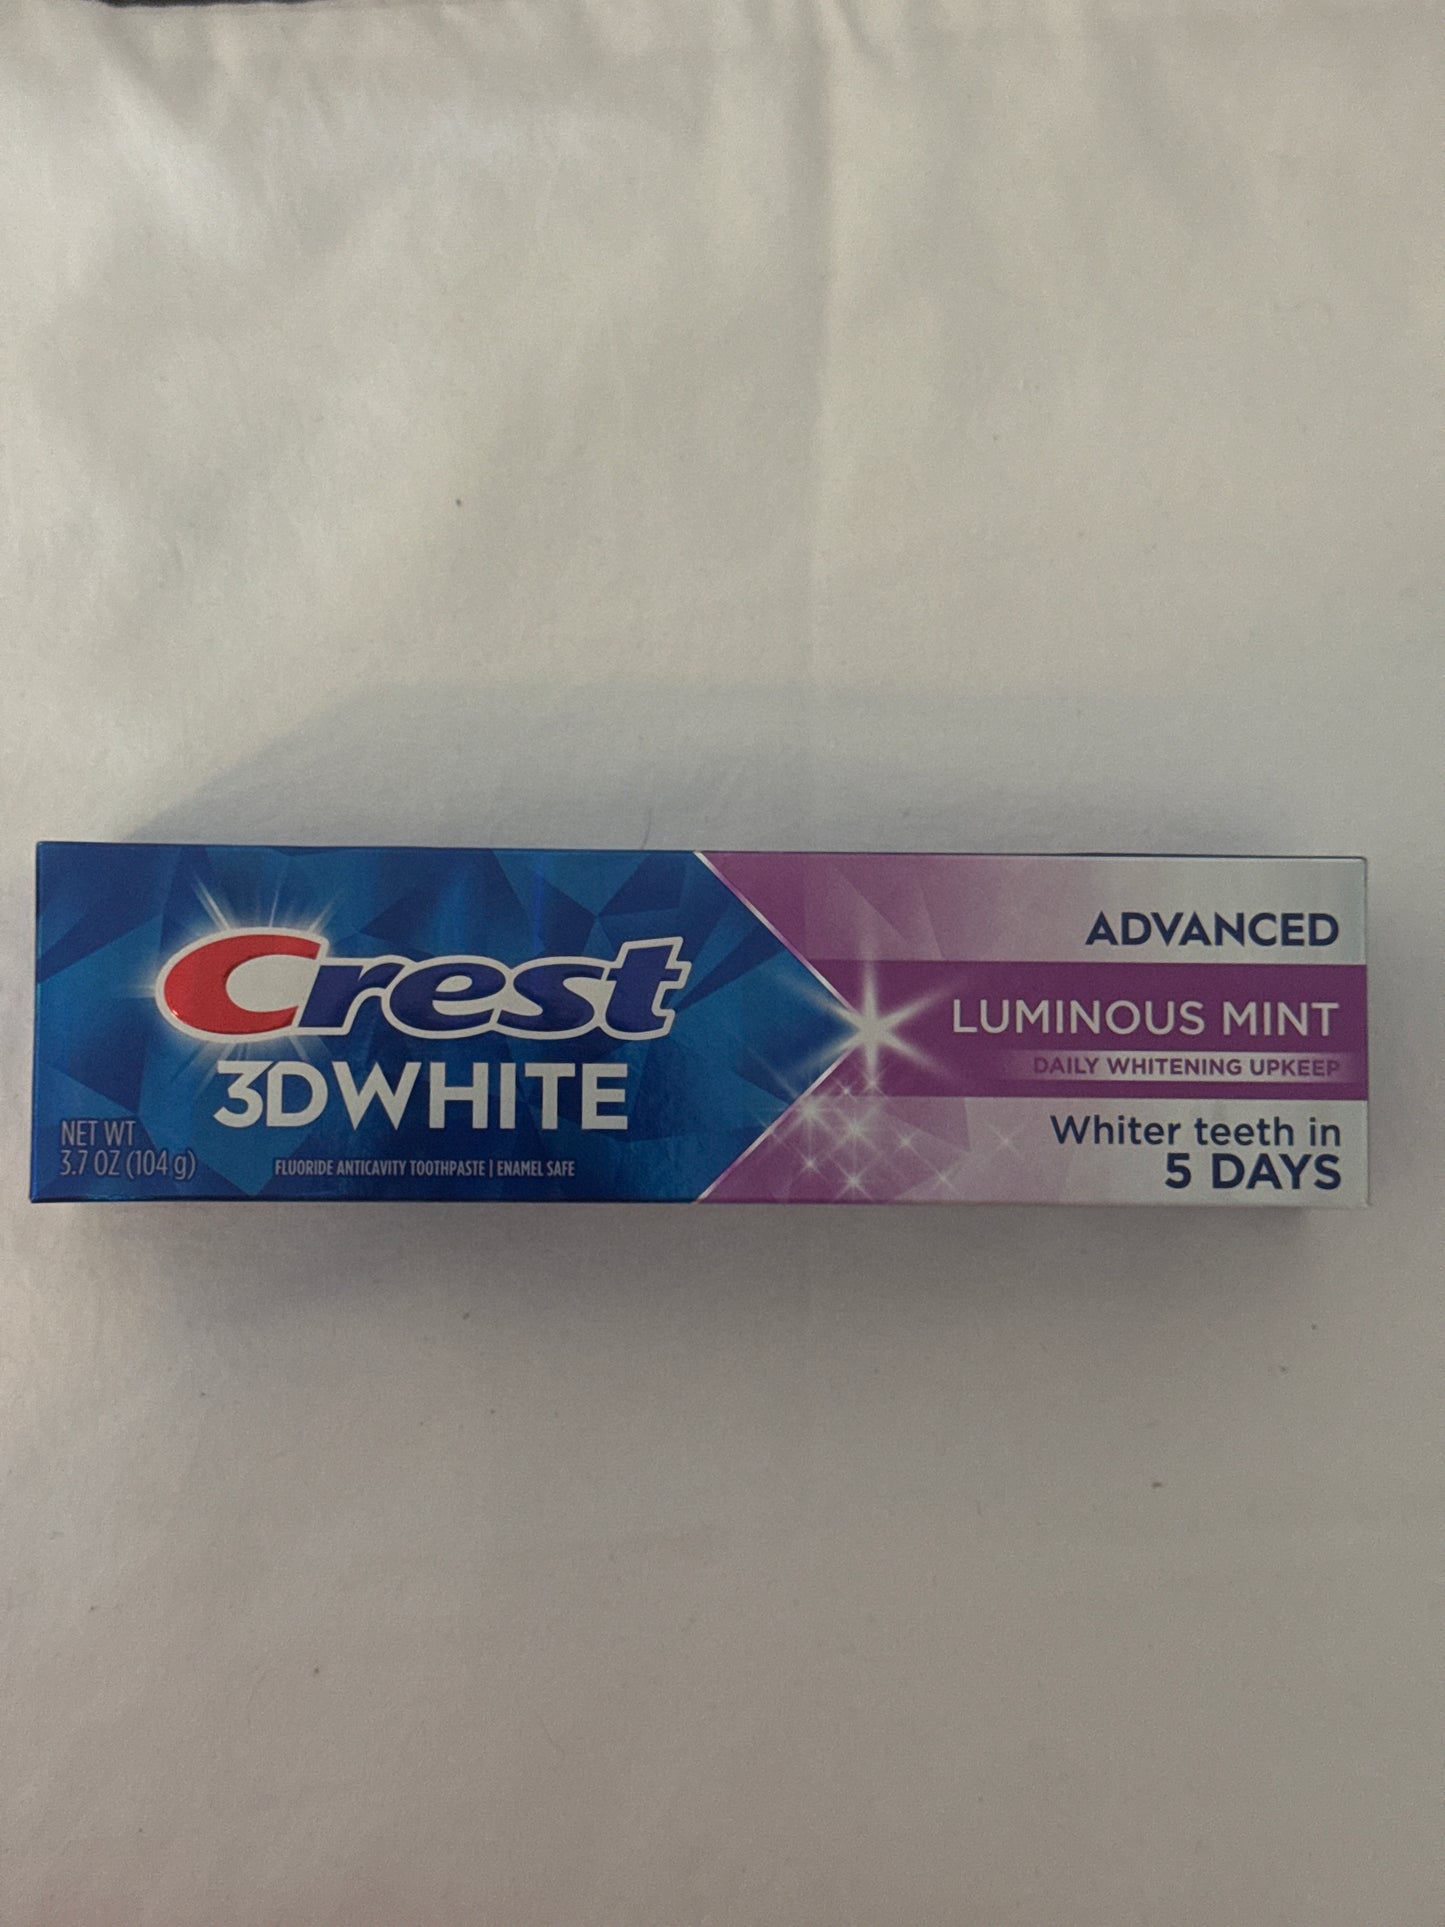 Crest
3DWHITE
NET WT
3.7 OZ (104 g)
FLUORIDE ANTICAVITY TOOTHPASTE | ENAMEL SAFE
ADVANCED
LUMINOUS MINT
DAILY WHITENING UPKEEP
Whiter teeth in
5 DAYS